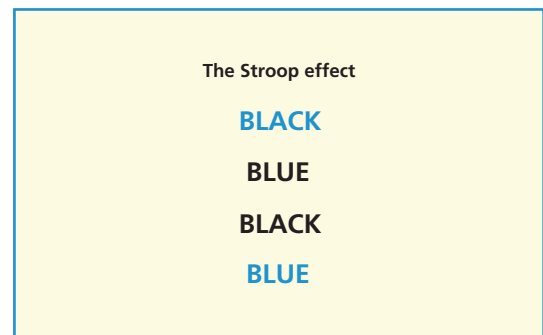 The Stroop effect
BLACK
BLUE
BLACK
BLUE